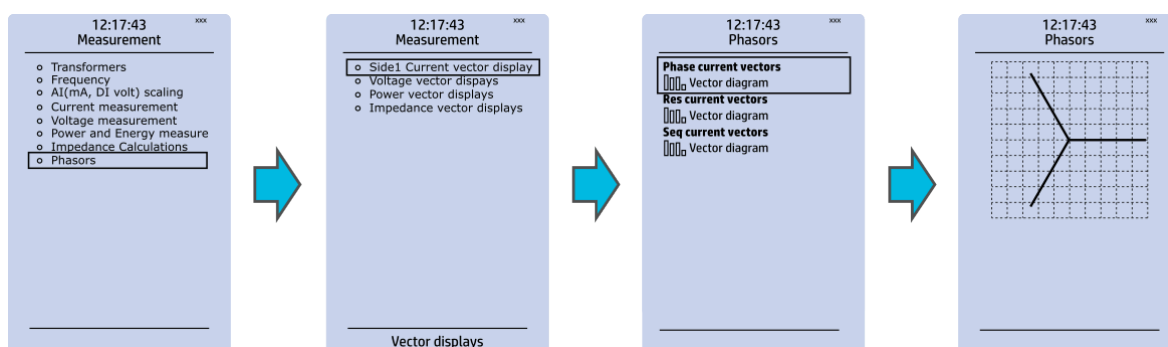 12:17:43
xxx
Measurement
Transformers
Frequency
AI(mA, DI volt) scaling
Current measurement
Voltage measurement
Power and Energy measure
Impedance Calculations
Phasors
12:17:43
xxx
Measurement
Side1 Current vector display
Voltage vector dispays
Power vector displays
Impedance vector displays
Vector displays
12:17:43
xxx
Phasors
Phase current vectors
Vector diagram
Res current vectors
Vector diagram
Seq current vectors
Vector diagram
12:17:43
xxx
Phasors